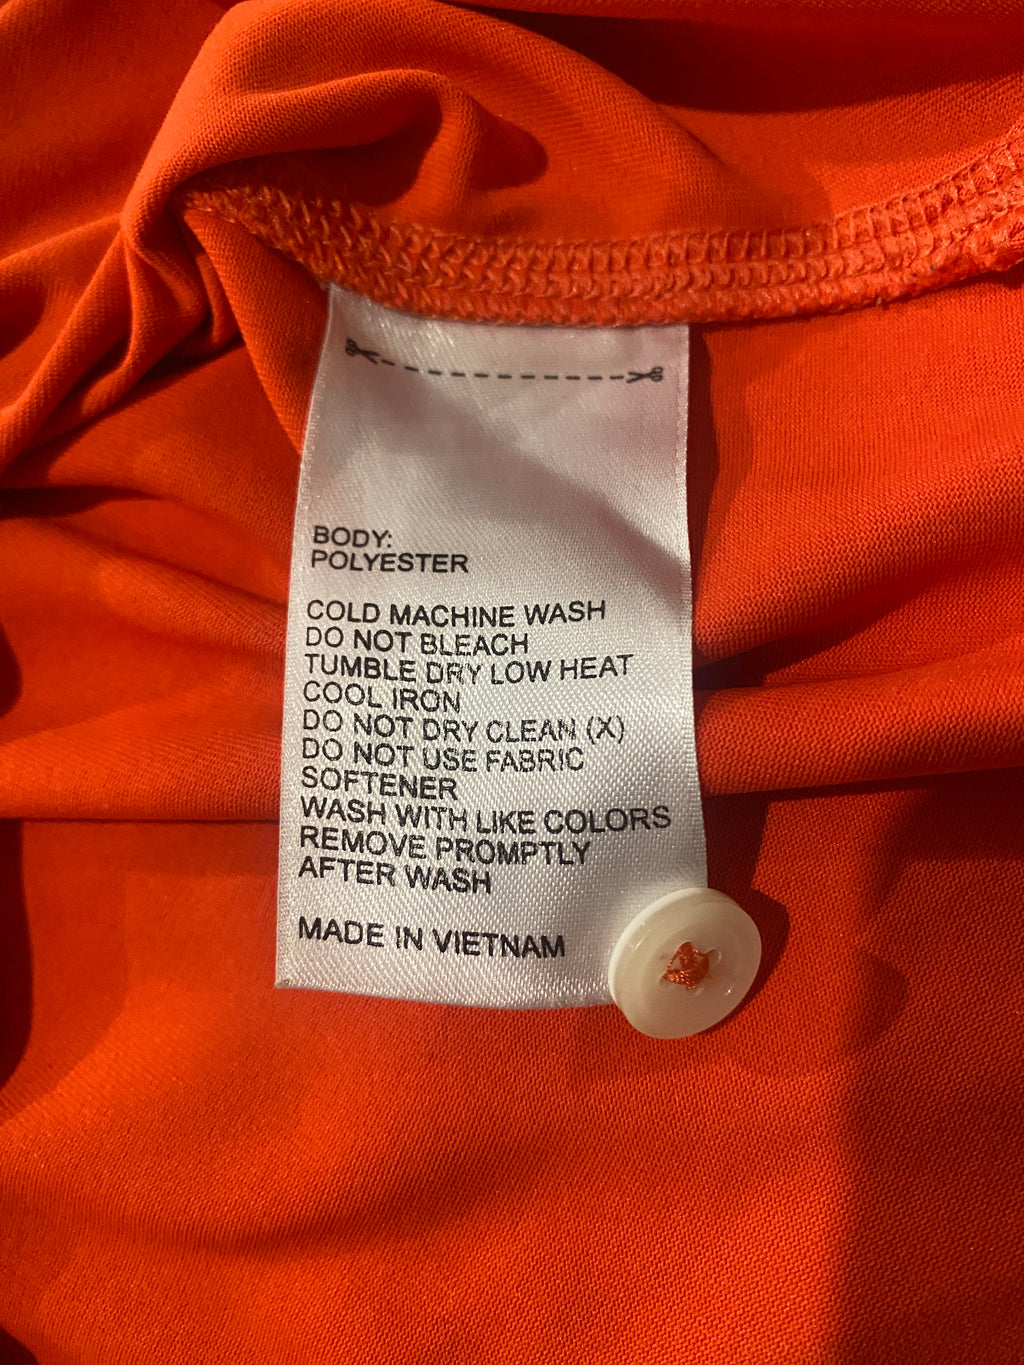 BODY:
POLYESTER
COLD MACHINE WASH
DO NOT BLEACH
TUMBLE DRY LOW HEAT
COOL IRON
DO NOT DRY CLEAN (X)
DO NOT USE FABRIC
SOFTENER
WASH WITH LIKE COLORS
REMOVE PROMPTLY
AFTER WASH
MADE IN VIETNAM